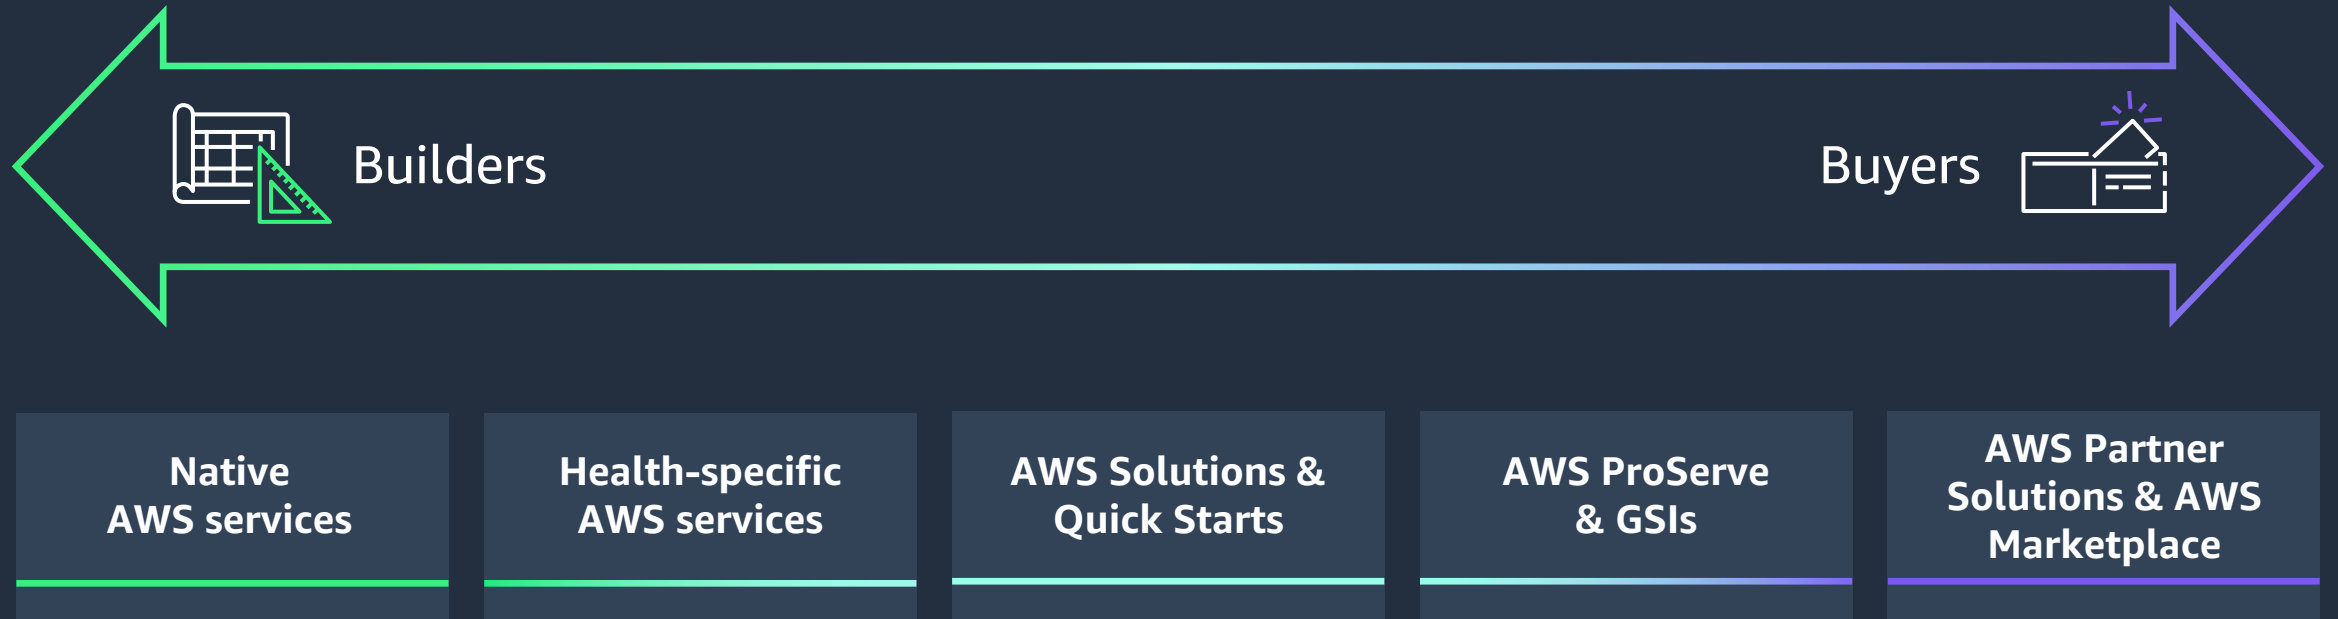 Builders
Buyers
Native
AWS services
Health-specific
AWS services
AWS Solutions &
Quick Starts
AWS ProServe
& GSIs
AWS Partner
Solutions & AWS
Marketplace